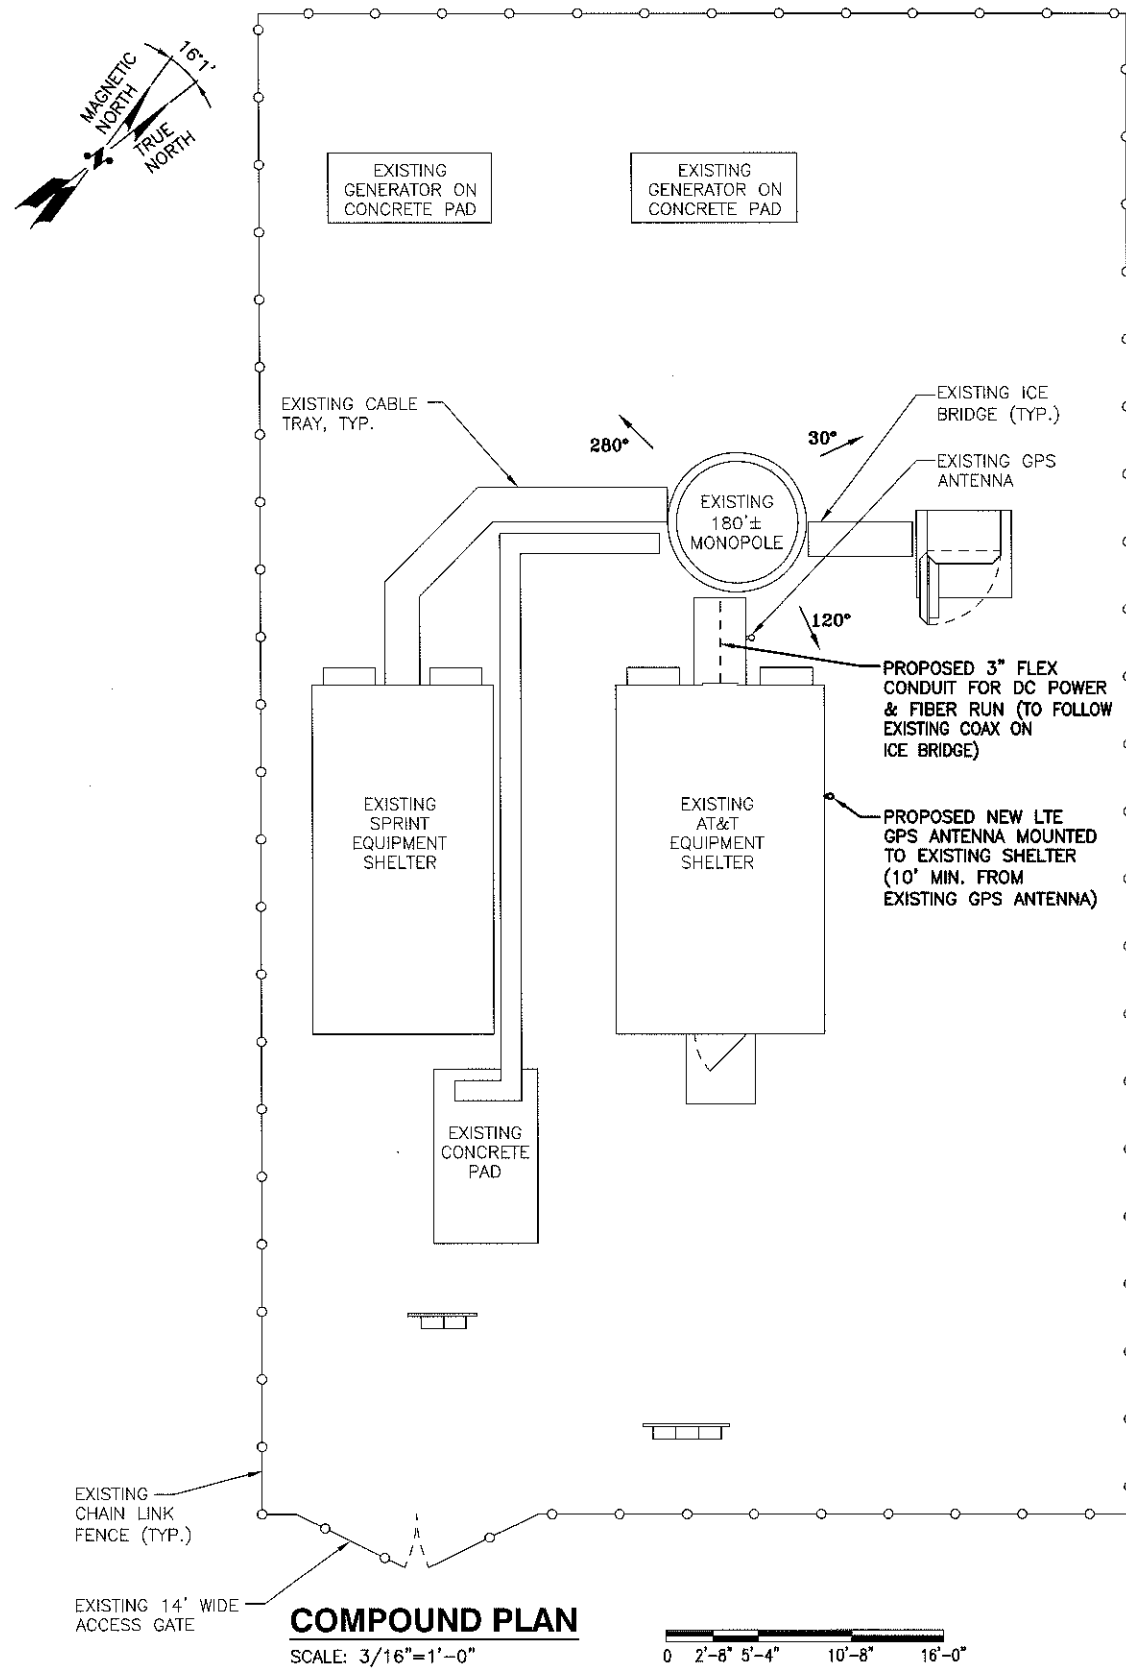 16°1'
MAGNETIC
NORTH
TRUE
NORTH
EXISTING
GENERATOR ON
CONCRETE PAD
EXISTING
GENERATOR ON
CONCRETE PAD
EXISTING CABLE
TRAY, TYP.
280°
30°
EXISTING ICE
BRIDGE (TYP.)
EXISTING GPS
ANTENNA
EXISTING
180'±
MONOPOLE
120°
PROPOSED 3" FLEX
CONDUIT FOR DC POWER
& FIBER RUN (TO FOLLOW
EXISTING COAX ON
ICE BRIDGE)
EXISTING
SPRINT
EQUIPMENT
SHELTER
EXISTING
AT&T
EQUIPMENT
SHELTER
PROPOSED NEW LTE
GPS ANTENNA MOUNTED
TO EXISTING SHELTER
(10' MIN. FROM
EXISTING GPS ANTENNA)
EXISTING
CONCRETE
PAD
EXISTING
CHAIN LINK
FENCE (TYP.)
EXISTING 14' WIDE
ACCESS GATE
COMPOUND PLAN
SCALE: 3/16"=1'-0"
0 2'-8" 5'-4" 10'-8" 16'-0"